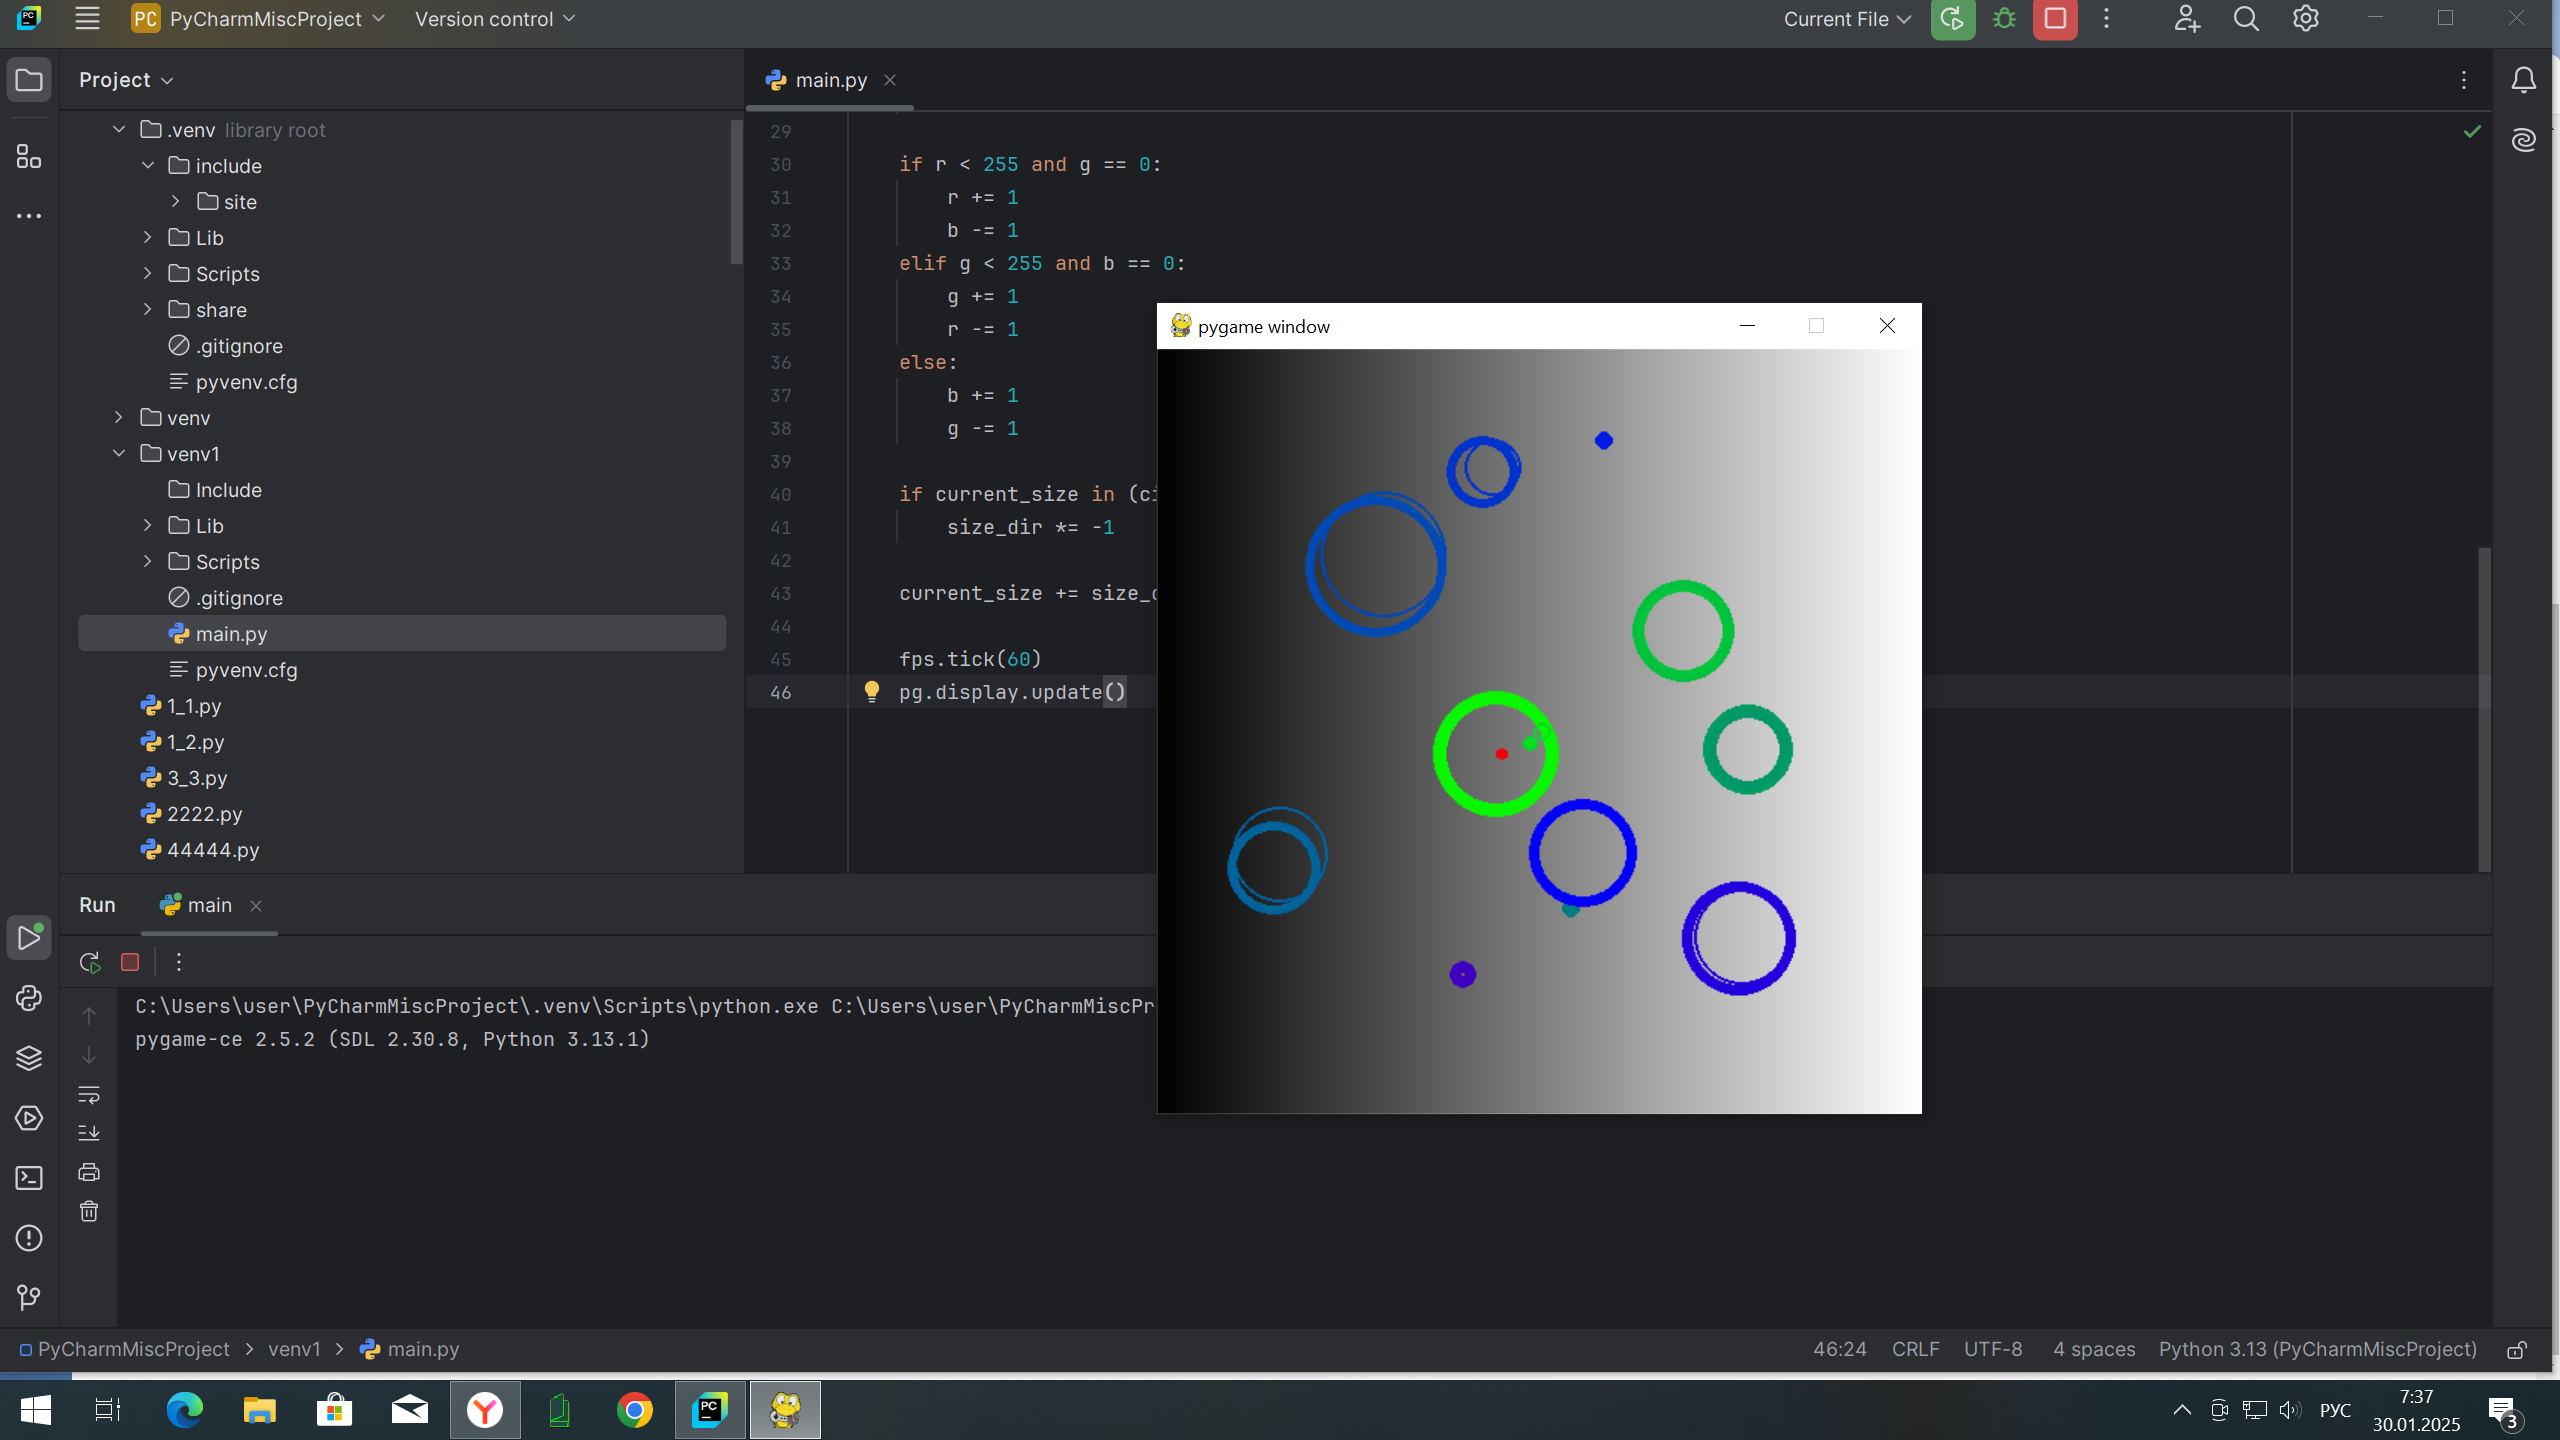 PC PyCharmMiscProject Version control Current File
Project
main.py
.venv library root
include
site
Lib
Scripts
share
.gitignore
pyvenv.cfg
venv
venv1
Include
Lib
Scripts
.gitignore
main.py
pyvenv.cfg
1_1.py
1_2.py
3_3.py
2222.py
44444.py
29
30 if r < 255 and g == 0:
31 r += 1
32 b -= 1
33 elif g < 255 and b == 0:
34 g += 1
35 r -= 1
36 else:
37 b += 1
38 g -= 1
39
40 if current_size in (ci
41 size_dir *= -1
42
43 current_size += size_d
44
45 fps.tick(60)
46 pg.display.update()
pygame window
Run main
C:\Users\user\PyCharmMiscProject\.venv\Scripts\python.exe C:\Users\user\PyCharmMiscPr
pygame-ce 2.5.2 (SDL 2.30.8, Python 3.13.1)
PyCharmMiscProject > venv1 > main.py
46:24 CRLF UTF-8 4 spaces Python 3.13 (PyCharmMiscProject)
РУС
7:37
30.01.2025
3